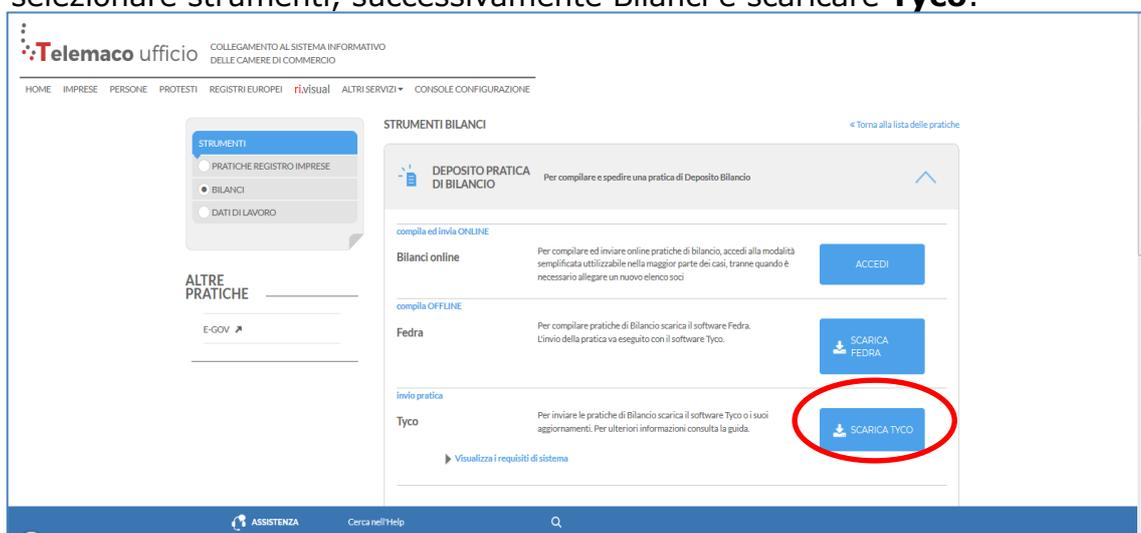 selezionare strumenti, successivamente Bilanci e scaricare Tyco.
Telemaco ufficio
COLLEGAMENTO AL SISTEMA INFORMATIVO
DELLE CAMERE DI COMMERCIO
HOME IMPRESE PERSONE PROTESTI REGISTRI EUROPEI ri.visual ALTRI SERVIZI CONSOLE CONFIGURAZIONE
STRUMENTI
PRATICHE REGISTRO IMPRESE
BILANCI
DATI DI LAVORO
ALTRE
PRATICHE
E-GOV
STRUMENTI BILANCI
« Torna alla lista delle pratiche
DEPOSITO PRATICA
DI BILANCIO
Per compilare e spedire una pratica di Deposito Bilancio
compila ed invia ONLINE
Bilanci online
Per compilare ed inviare online pratiche di bilancio, accedi alla modalità
semplificata utilizzabile nella maggior parte dei casi, tranne quando è
necessario allegare un nuovo elenco soci
ACCEDI
compila OFFLINE
Fedra
Per compilare pratiche di Bilancio scarica il software Fedra.
L'invio della pratica va eseguito con il software Tyco.
SCARICA
FEDRA
invio pratica
Tyco
Per inviare le pratiche di Bilancio scarica il software Tyco o i suoi
aggiornamenti. Per ulteriori informazioni consulta la guida.
SCARICA TYCO
Visualizza i requisiti di sistema
ASSISTENZA
Cerca nell'Help